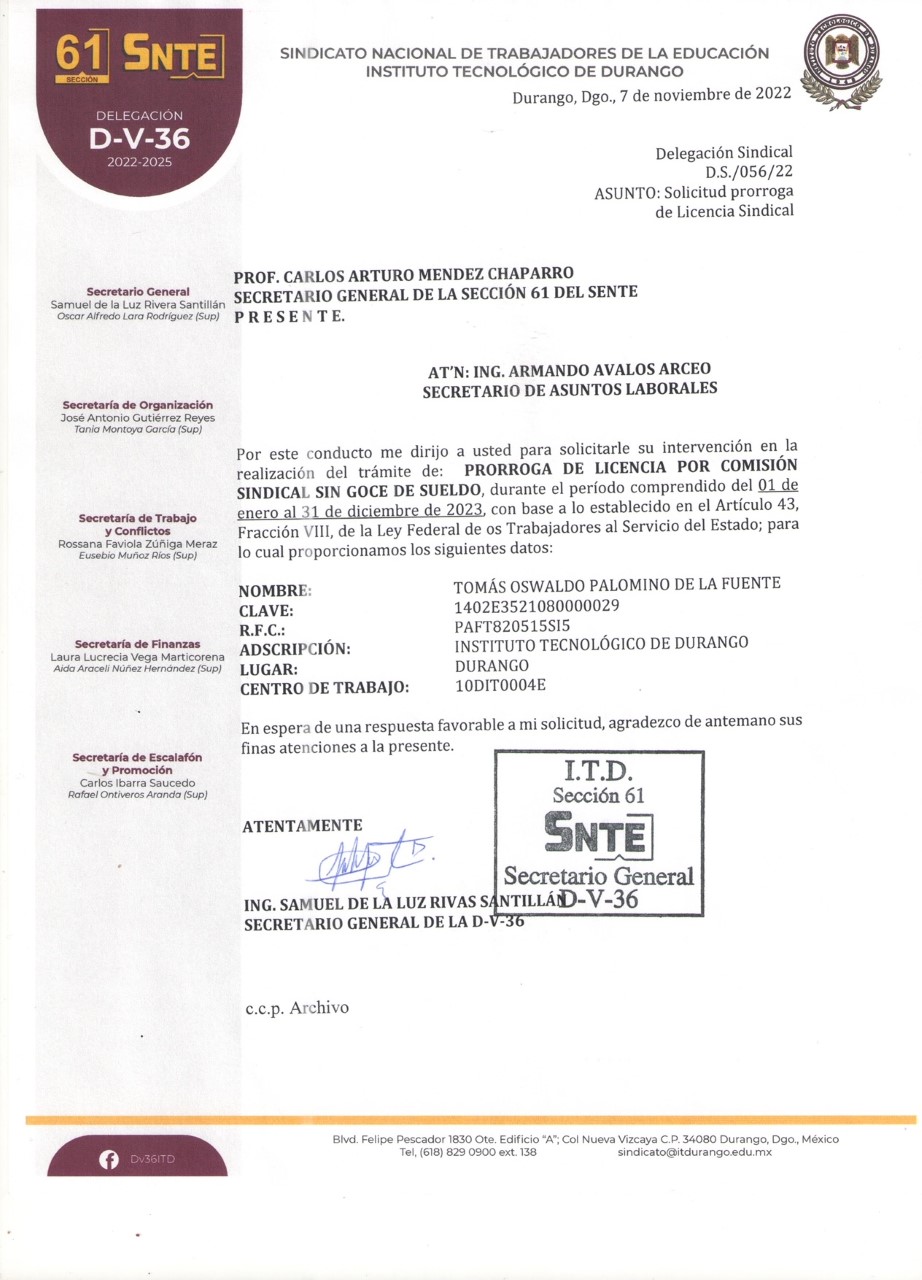 61 SNTE
SECCIÓN
DELEGACIÓN
D-V-36
2022-2025
SINDICATO NACIONAL DE TRABAJADORES DE LA EDUCACIÓN
INSTITUTO TECNOLÓGICO DE DURANGO
Durango, Dgo., 7 de noviembre de 2022
Delegación Sindical
D.S./056/22
ASUNTO: Solicitud prorroga
de Licencia Sindical
Secretario General
Samuel de la Luz Rivera Santillán
Oscar Alfredo Lara Rodríguez (Sup)
Secretaría de Organización
José Antonio Gutiérrez Reyes
Tania Montoya García (Sup)
Secretaría de Trabajo
y Conflictos
Rossana Faviola Zúñiga Meraz
Eusebio Muñoz Ríos (Sup)
Secretaría de Finanzas
Laura Lucrecia Vega Marticorena
Aida Araceli Núñez Hernández (Sup)
Secretaría de Escalafón
y Promoción
Carlos Ibarra Saucedo
Rafael Ontiveros Aranda (Sup)
PROF. CARLOS ARTURO MENDEZ CHAPARRO
SECRETARIO GENERAL DE LA SECCIÓN 61 DEL SENTE
P R E S E N T E.
AT'N: ING. ARMANDO AVALOS ARCEO
SECRETARIO DE ASUNTOS LABORALES
Por este conducto me dirijo a usted para solicitarle su intervención en la
realización del trámite de: PRORROGA DE LICENCIA POR COMISIÓN
SINDICAL SIN GOCE DE SUELDO, durante el período comprendido del 01 de
enero al 31 de diciembre de 2023, con base a lo establecido en el Artículo 43,
Fracción VIII, de la Ley Federal de os Trabajadores al Servicio del Estado; para
lo cual proporcionamos los siguientes datos:
NOMBRE: TOMÁS OSWALDO PALOMINO DE LA FUENTE
CLAVE: 1402E3521080000029
R.F.C.: PAFT820515SI5
ADSCRIPCIÓN: INSTITUTO TECNOLÓGICO DE DURANGO
LUGAR: DURANGO
CENTRO DE TRABAJO: 10DIT0004E
En espera de una respuesta favorable a mi solicitud, agradezco de antemano sus
finas atenciones a la presente.
I.T.D.
Sección 61
SNTE
Secretario General
D-V-36
ATENTAMENTE
ING. SAMUEL DE LA LUZ RIVAS SANTILLÁN
SECRETARIO GENERAL DE LA D-V-36
c.c.p. Archivo
Dv36ITD
Blvd. Felipe Pescador 1830 Ote. Edificio "A"; Col Nueva Vizcaya C.P. 34080 Durango, Dgo., México
Tel, (618) 829 0900 ext. 138 sindicato@itdurango.edu.mx